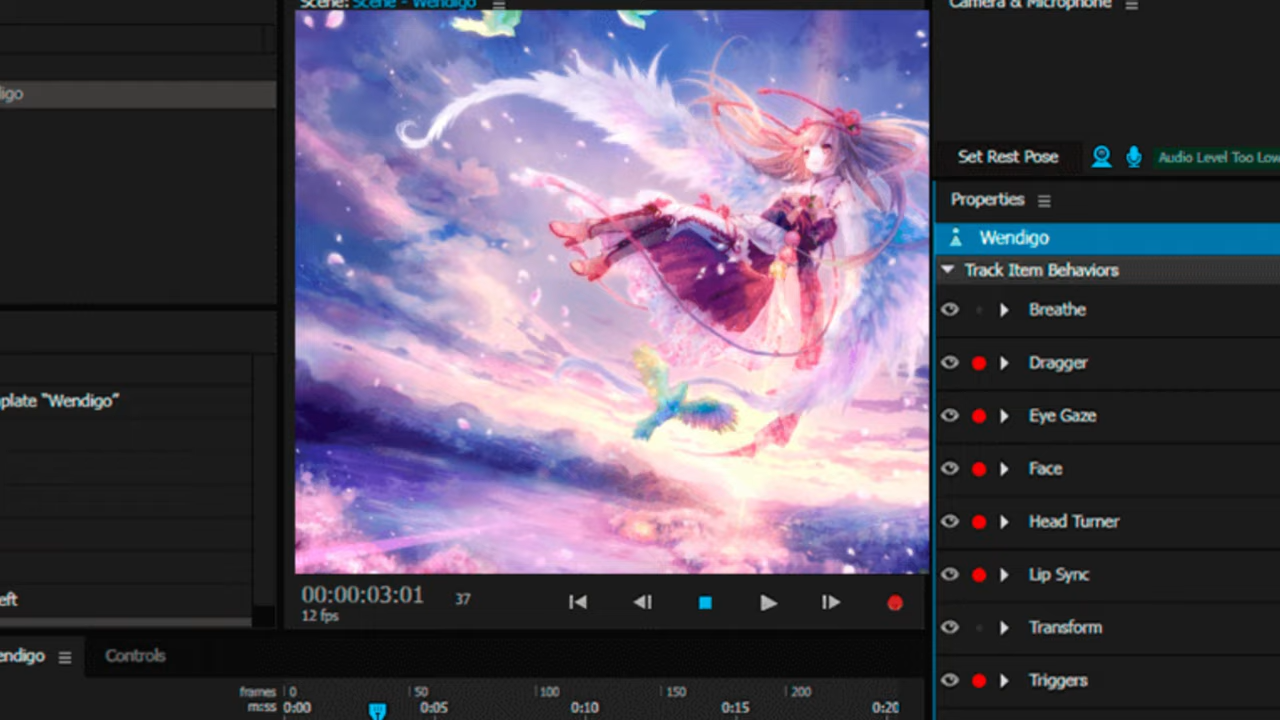 Scene: Scene - Wendigo
Camera & Microphone
igo
Set Rest Pose
Audio Level Too Low
Properties
Wendigo
Track Item Behaviors
Breathe
Dragger
plate “Wendigo”
Eye Gaze
Face
Head Turner
Lip Sync
eft
00:00:03:01
37
12 fps
Transform
endigo
Controls
Triggers
frames
0
50
100
150
200
m:ss
0:00
0:05
0:10
0:15
0:20